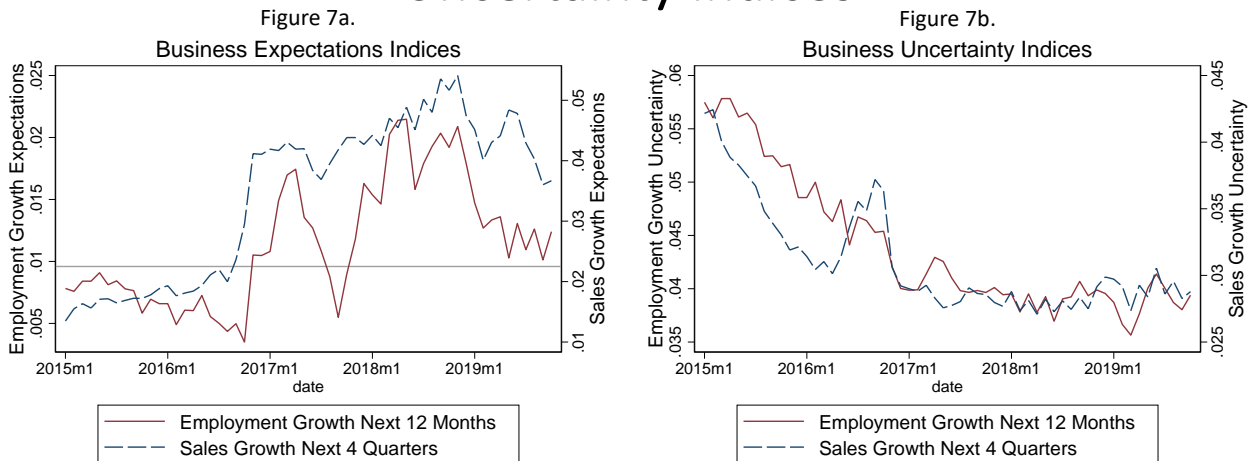 Uncertainty Indices
Figure 7a.
Business Expectations Indices
Employment Growth Expectations
.005 .01 .015 .02 .025
Sales Growth Expectations
.01 .02 .03 .04 .05
2015m1 2016m1 2017m1 2018m1 2019m1
date
Employment Growth Next 12 Months
Sales Growth Next 4 Quarters
Figure 7b.
Business Uncertainty Indices
Employment Growth Uncertainty
.035 .04 .045 .05 .055 .06
Sales Growth Uncertainty
.025 .03 .035 .04 .045
2015m1 2016m1 2017m1 2018m1 2019m1
date
Employment Growth Next 12 Months
Sales Growth Next 4 Quarters